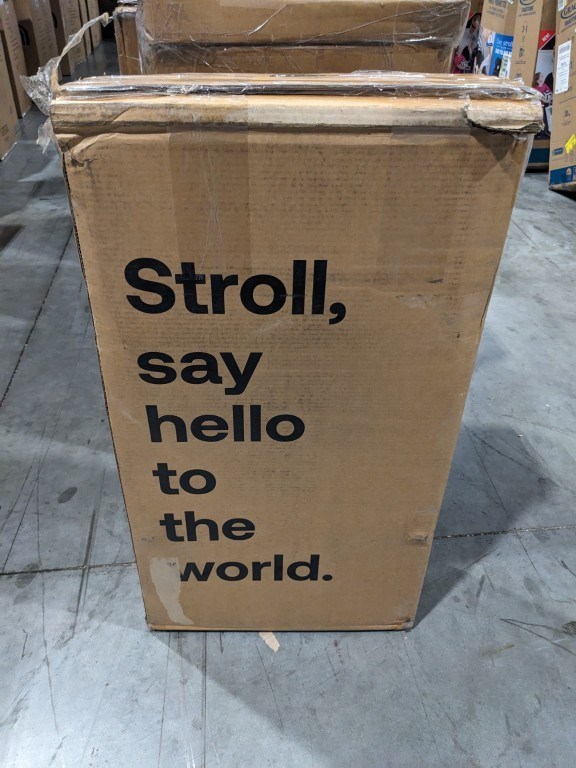 Stroll,
say
hello
to
the
world.